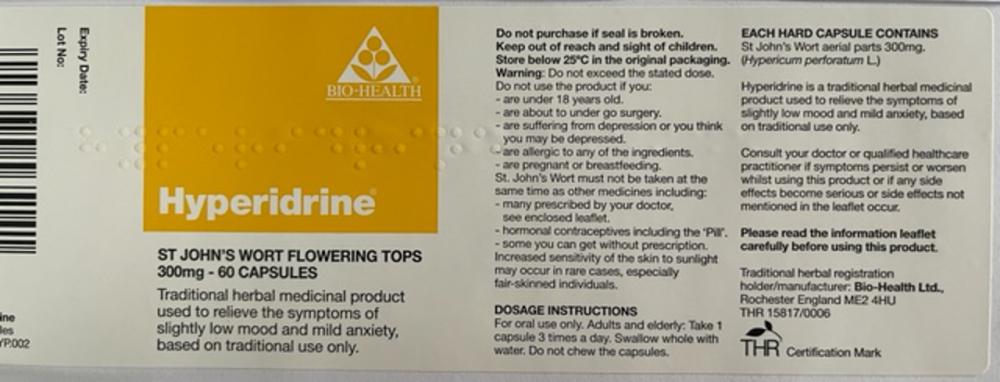 Expiry Date:
Lot No:
ine
les
YP.002
BIO-HEALTH®
Hyperidrine®
ST JOHN'S WORT FLOWERING TOPS
300mg - 60 CAPSULES
Traditional herbal medicinal product
used to relieve the symptoms of
slightly low mood and mild anxiety,
based on traditional use only.
Do not purchase if seal is broken.
Keep out of reach and sight of children.
Store below 25°C in the original packaging.
Warning: Do not exceed the stated dose.
Do not use the product if you:
- are under 18 years old.
- are about to under go surgery.
- are suffering from depression or you think
you may be depressed.
- are allergic to any of the ingredients.
- are pregnant or breastfeeding.
St. John's Wort must not be taken at the
same time as other medicines including:
- many prescribed by your doctor,
see enclosed leaflet.
- hormonal contraceptives including the 'Pill'.
- some you can get without prescription.
Increased sensitivity of the skin to sunlight
may occur in rare cases, especially
fair-skinned individuals.
DOSAGE INSTRUCTIONS
For oral use only. Adults and elderly: Take 1
capsule 3 times a day. Swallow whole with
water. Do not chew the capsules.
EACH HARD CAPSULE CONTAINS
St John's Wort aerial parts 300mg.
(Hypericum perforatum L.)
Hyperidrine is a traditional herbal medicinal
product used to relieve the symptoms of
slightly low mood and mild anxiety, based
on traditional use only.
Consult your doctor or qualified healthcare
practitioner if symptoms persist or worsen
whilst using this product or if any side
effects become serious or side effects not
mentioned in the leaflet occur.
Please read the information leaflet
carefully before using this product.
Traditional herbal registration
holder/manufacturer: Bio-Health Ltd.,
Rochester England ME2 4HU
THR 15817/0006
THR Certification Mark